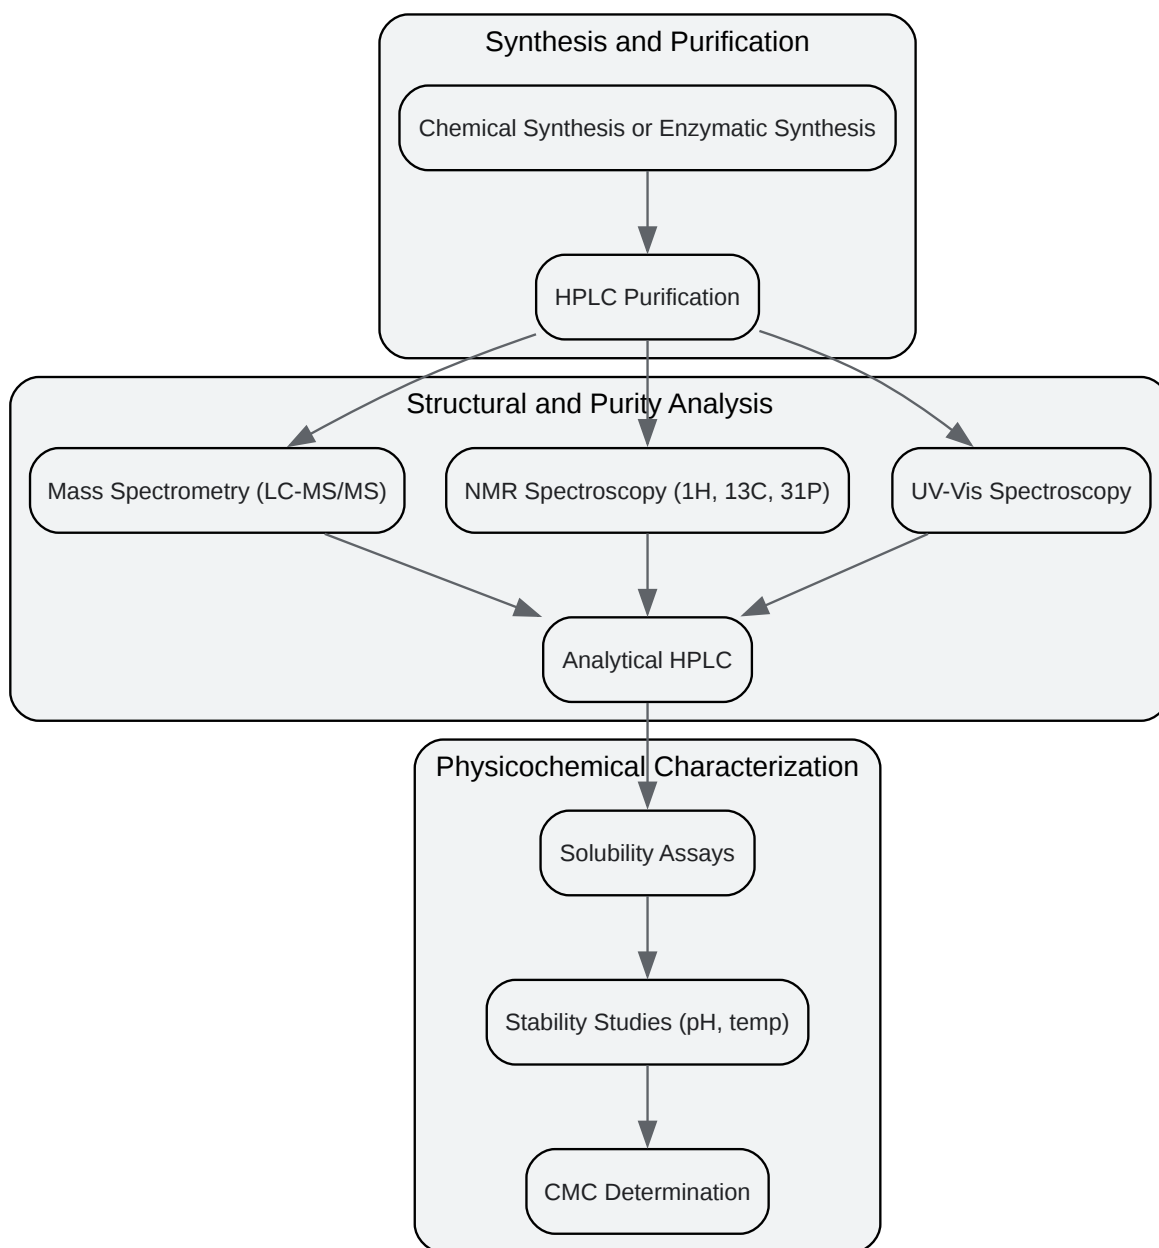 Synthesis and Purification
Chemical Synthesis or Enzymatic Synthesis
HPLC Purification
Structural and Purity Analysis
Mass Spectrometry (LC-MS/MS)
NMR Spectroscopy (1H, 13C, 31P)
UV-Vis Spectroscopy
Analytical HPLC
Physicochemical Characterization
Solubility Assays
Stability Studies (pH, temp)
CMC Determination